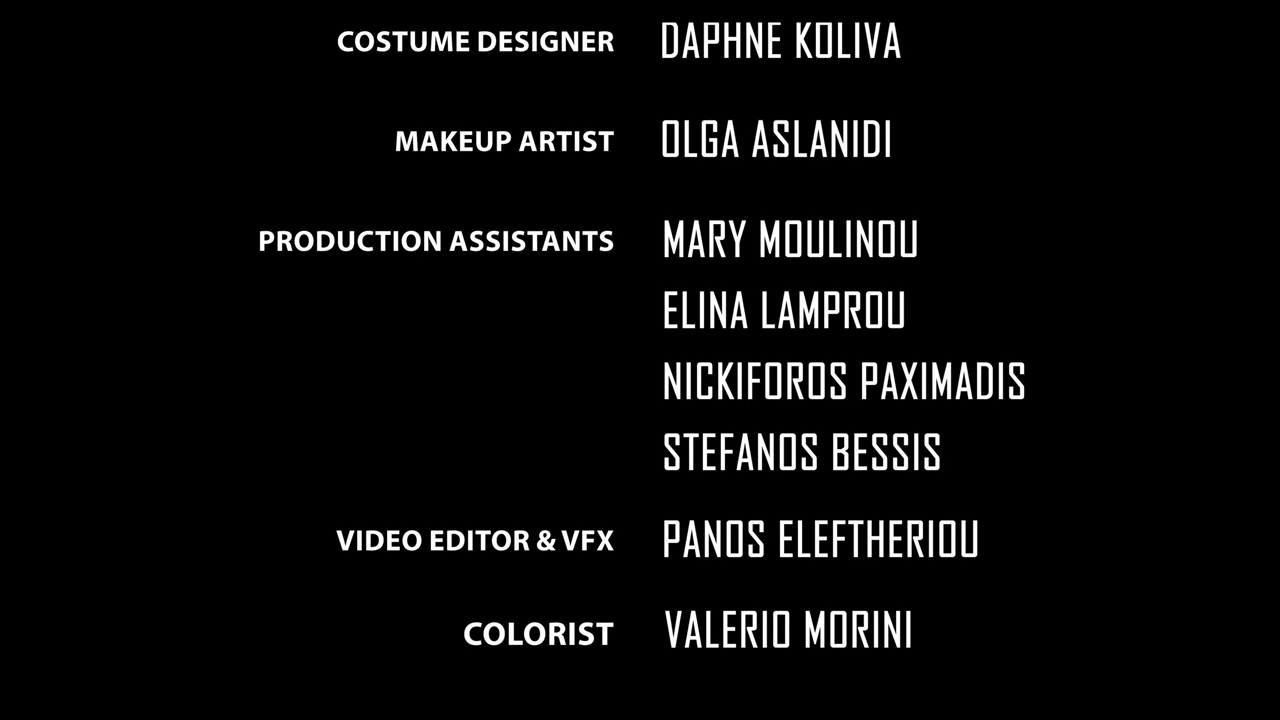 COSTUME DESIGNER DAPHNE KOLIVA
MAKEUP ARTIST OLGA ASLANIDI
PRODUCTION ASSISTANTS MARY MOULINOU
ELINA LAMPROU
NICKIFOROS PAXIMADIS
STEFANOS BESSIS
VIDEO EDITOR & VFX PANOS ELEFTHERIOU
COLORIST VALERIO MORINI